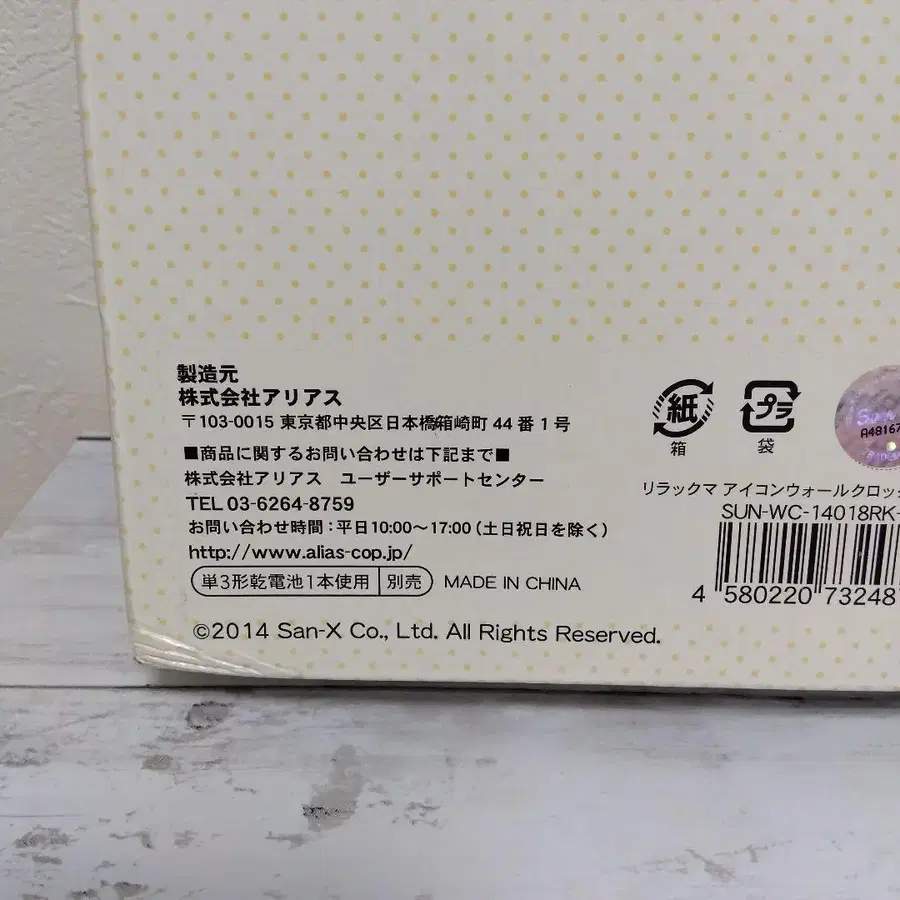 製造元
株式会社アリアス
〒103-0015 東京都中央区日本橋箱崎町 44 番 1 号
■商品に関するお問い合わせは下記まで■
株式会社アリアス ユーザーサポートセンター
TEL 03-6264-8759
お問い合わせ時間:平日10:00〜17:00(土日祝日を除く)
http://www.alias-cop.jp/
単3形乾電池1本使用 別売 MADE IN CHINA
©2014 San-X Co., Ltd. All Rights Reserved.
紙
箱
プラ
袋
A48167
リラックマ アイコンウォールクロック
SUN-WC-14018RK-
4 580220 73248